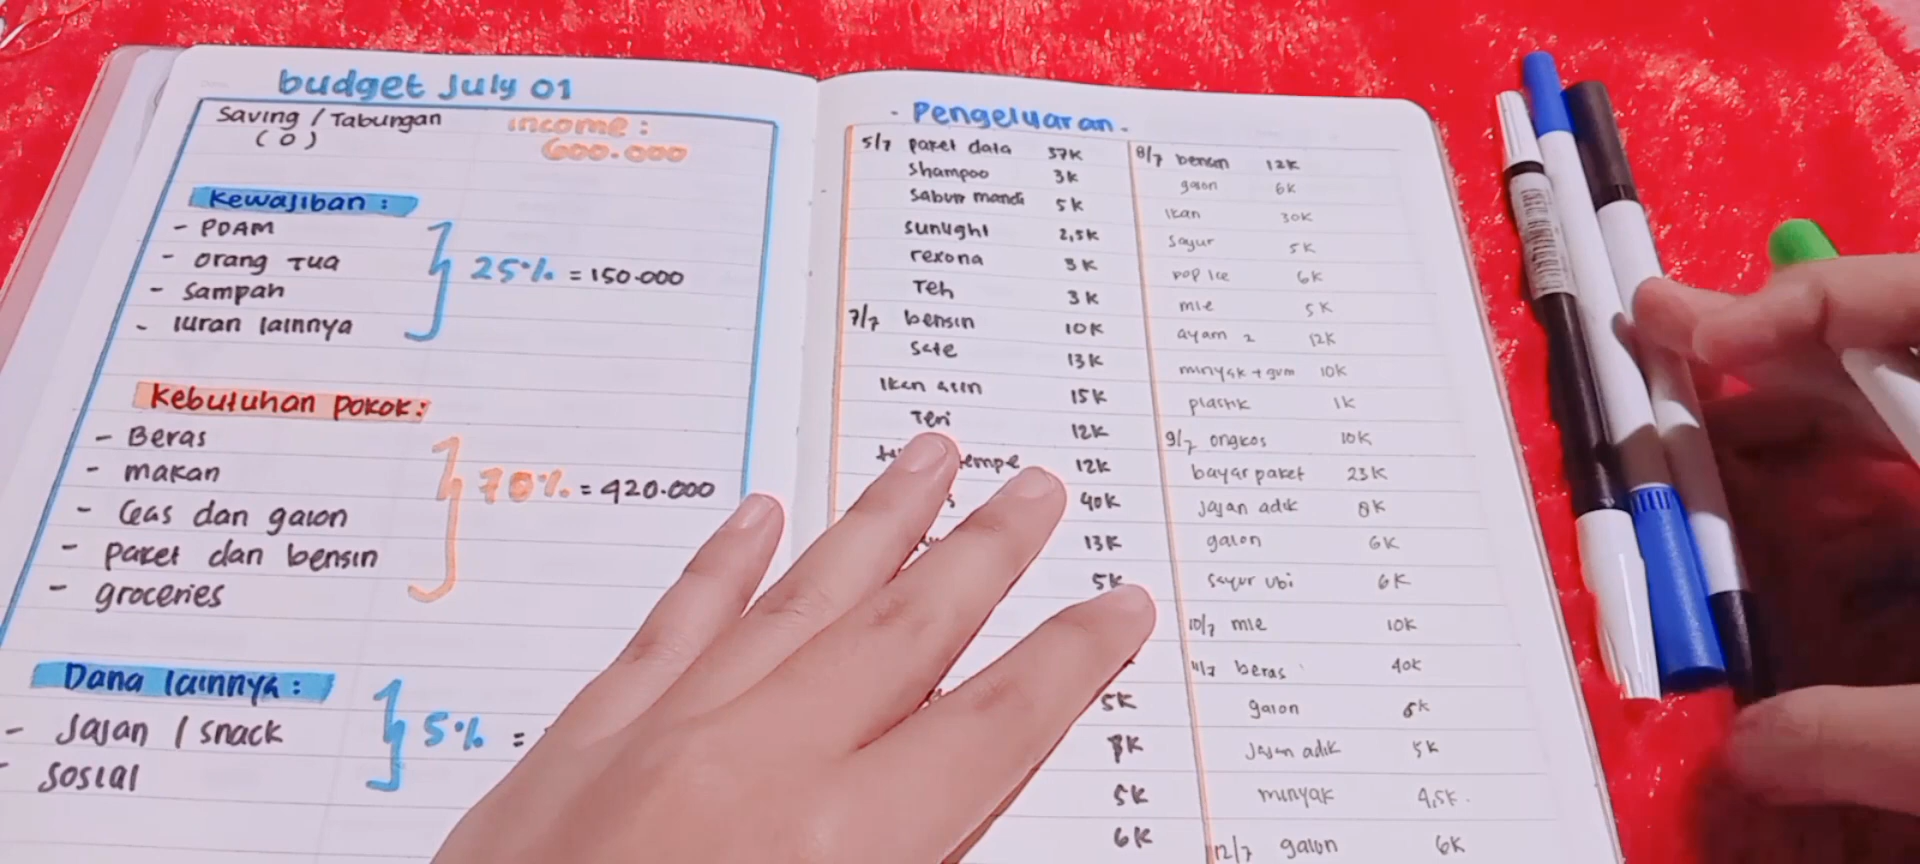 budget July 01
Saving / Tabungan
( 0 )
income :
600.000
Kewajiban :
- PDAM
- orang Tua
- Sampah
- iuran lainnya
25% = 150.000
Kebutuhan pokok :
- Beras
- makan
- Gas dan galon
- paket dan bensin
- groceries
70% = 420.000
Dana lainnya :
- Jajan / snack
- Sosial
5% =
- Pengeluaran -
5/7 paket data 37K
Shampoo 3K
Sabun mandi 5K
Sunlight 2,5K
rexona 3K
Teh 3K
7/7 bensin 10K
Sate 13K
Ikan asin 15K
Teri 12K
tempe 12K
40K
13K
5K
5K
5K
6K
8/7 bensin 12K
galon 6K
Ikan 30K
Sayur 5K
pop Ice 6K
mie 5K
ayam 2 12K
minyak + gum 10K
plastik 1K
9/7 ongkos 10K
bayar paket 23K
jajan adik 8K
galon 6K
Sayur ubi 6K
10/7 mie 10K
11/7 beras 40K
galon
Jajan adik 5K
minyak 4,5K.
12/7 galon 6K